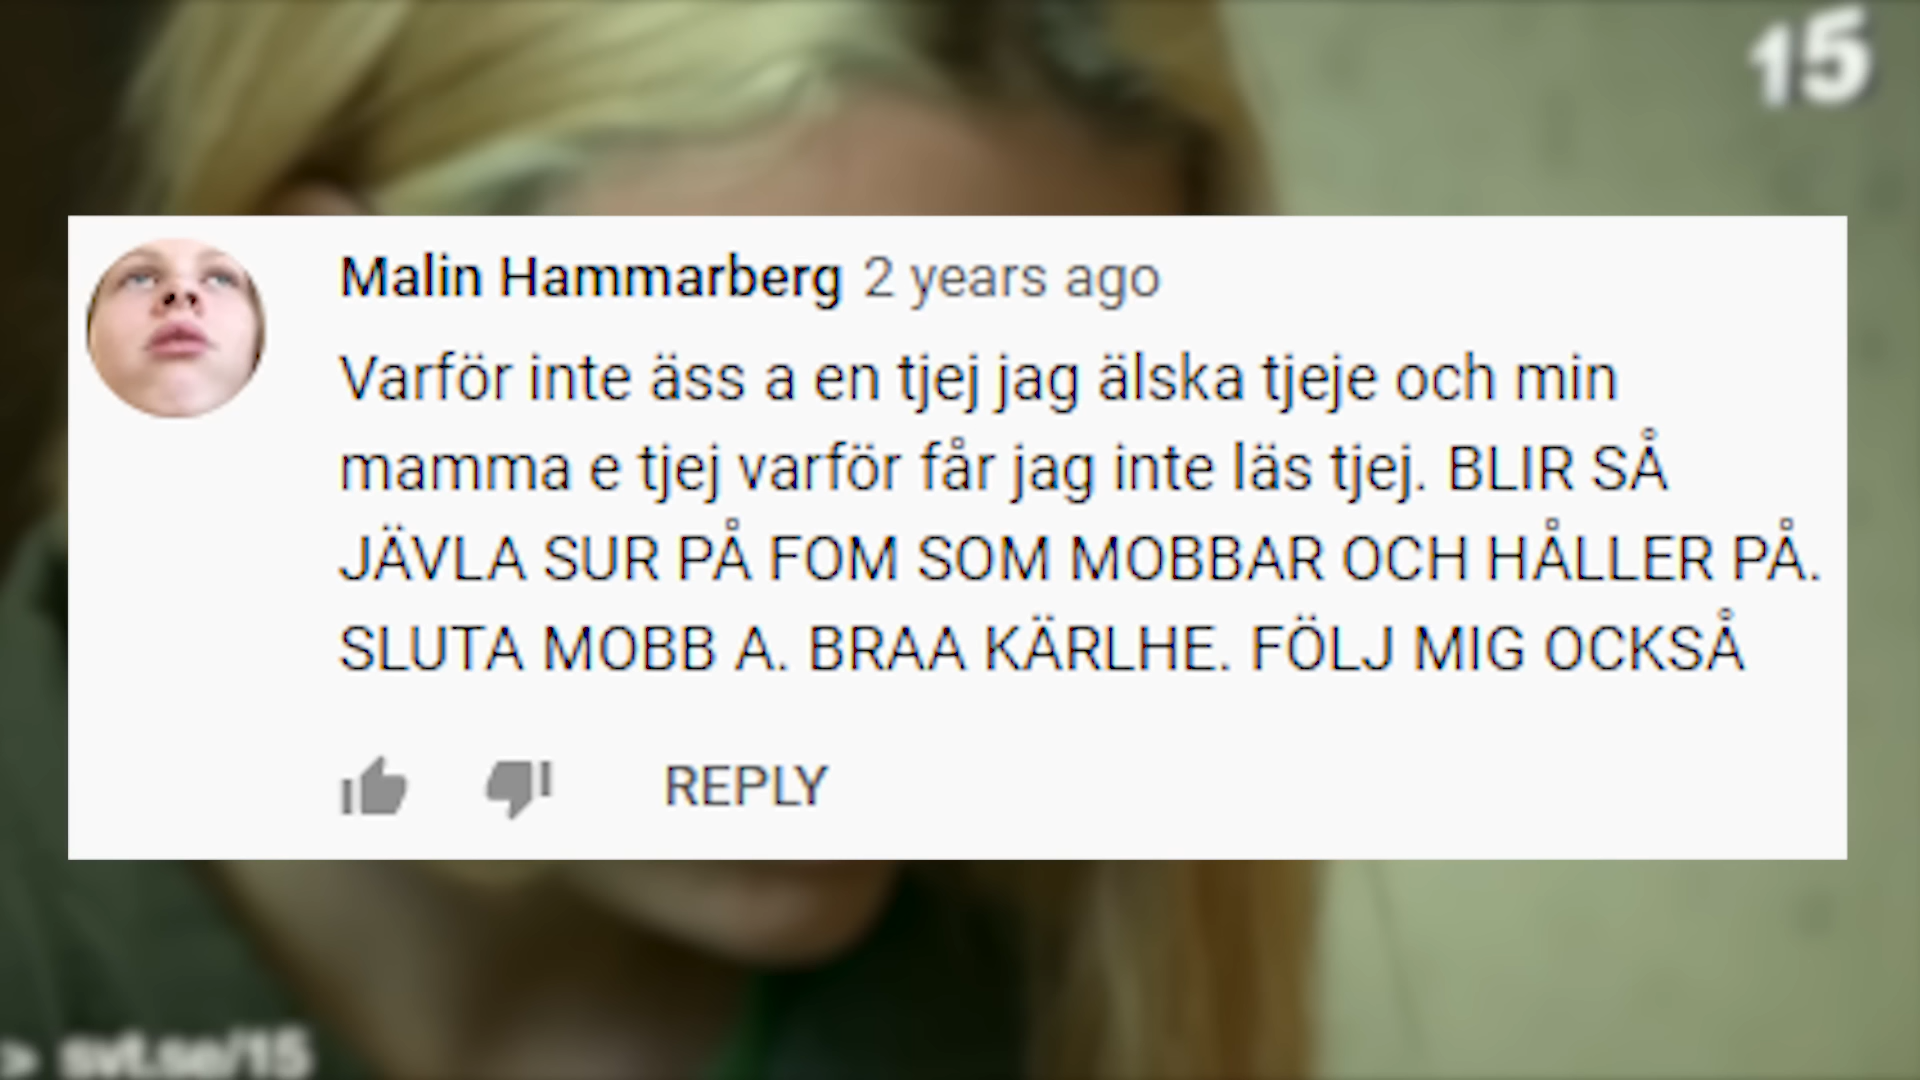 15
Malin Hammarberg 2 years ago
Varför inte äss a en tjej jag älska tjeje och min
mamma e tjej varför får jag inte läs tjej. BLIR SÅ
JÄVLA SUR PÅ FOM SOM MOBBAR OCH HÅLLER PÅ.
SLUTA MOBB A. BRAA KÄRLHE. FÖLJ MIG OCKSÅ
REPLY
> svt.se/15